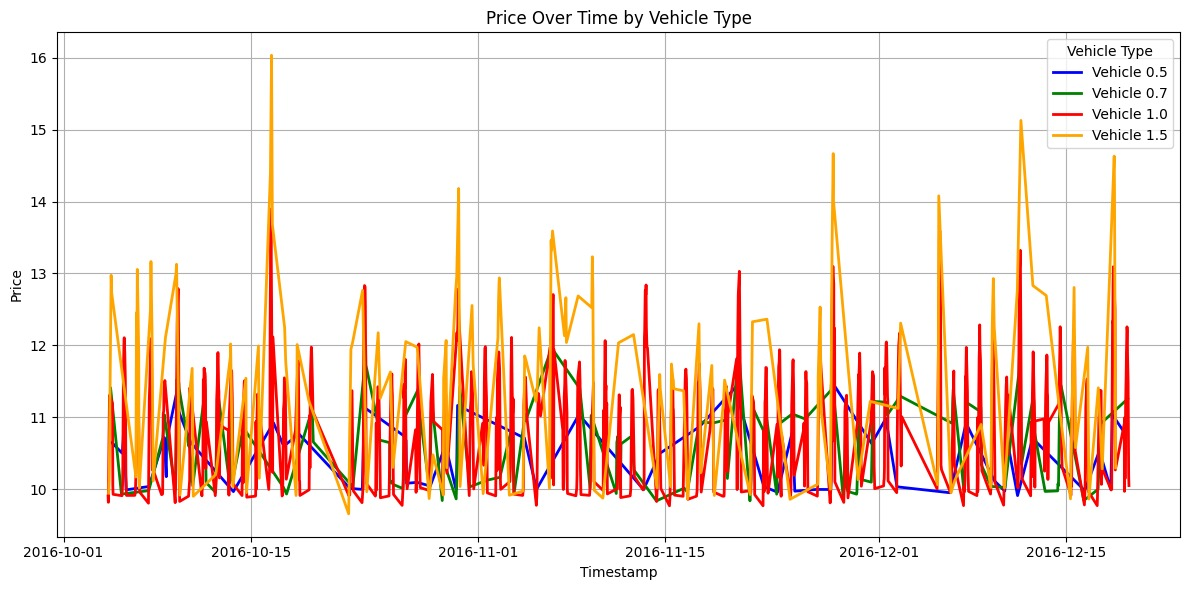 Price Over Time by Vehicle Type
Price
16
15
14
13
12
11
10
Vehicle Type
Vehicle 0.5
Vehicle 0.7
Vehicle 1.0
Vehicle 1.5
2016-10-01 2016-10-15 2016-11-01 2016-11-15 2016-12-01 2016-12-15
Timestamp